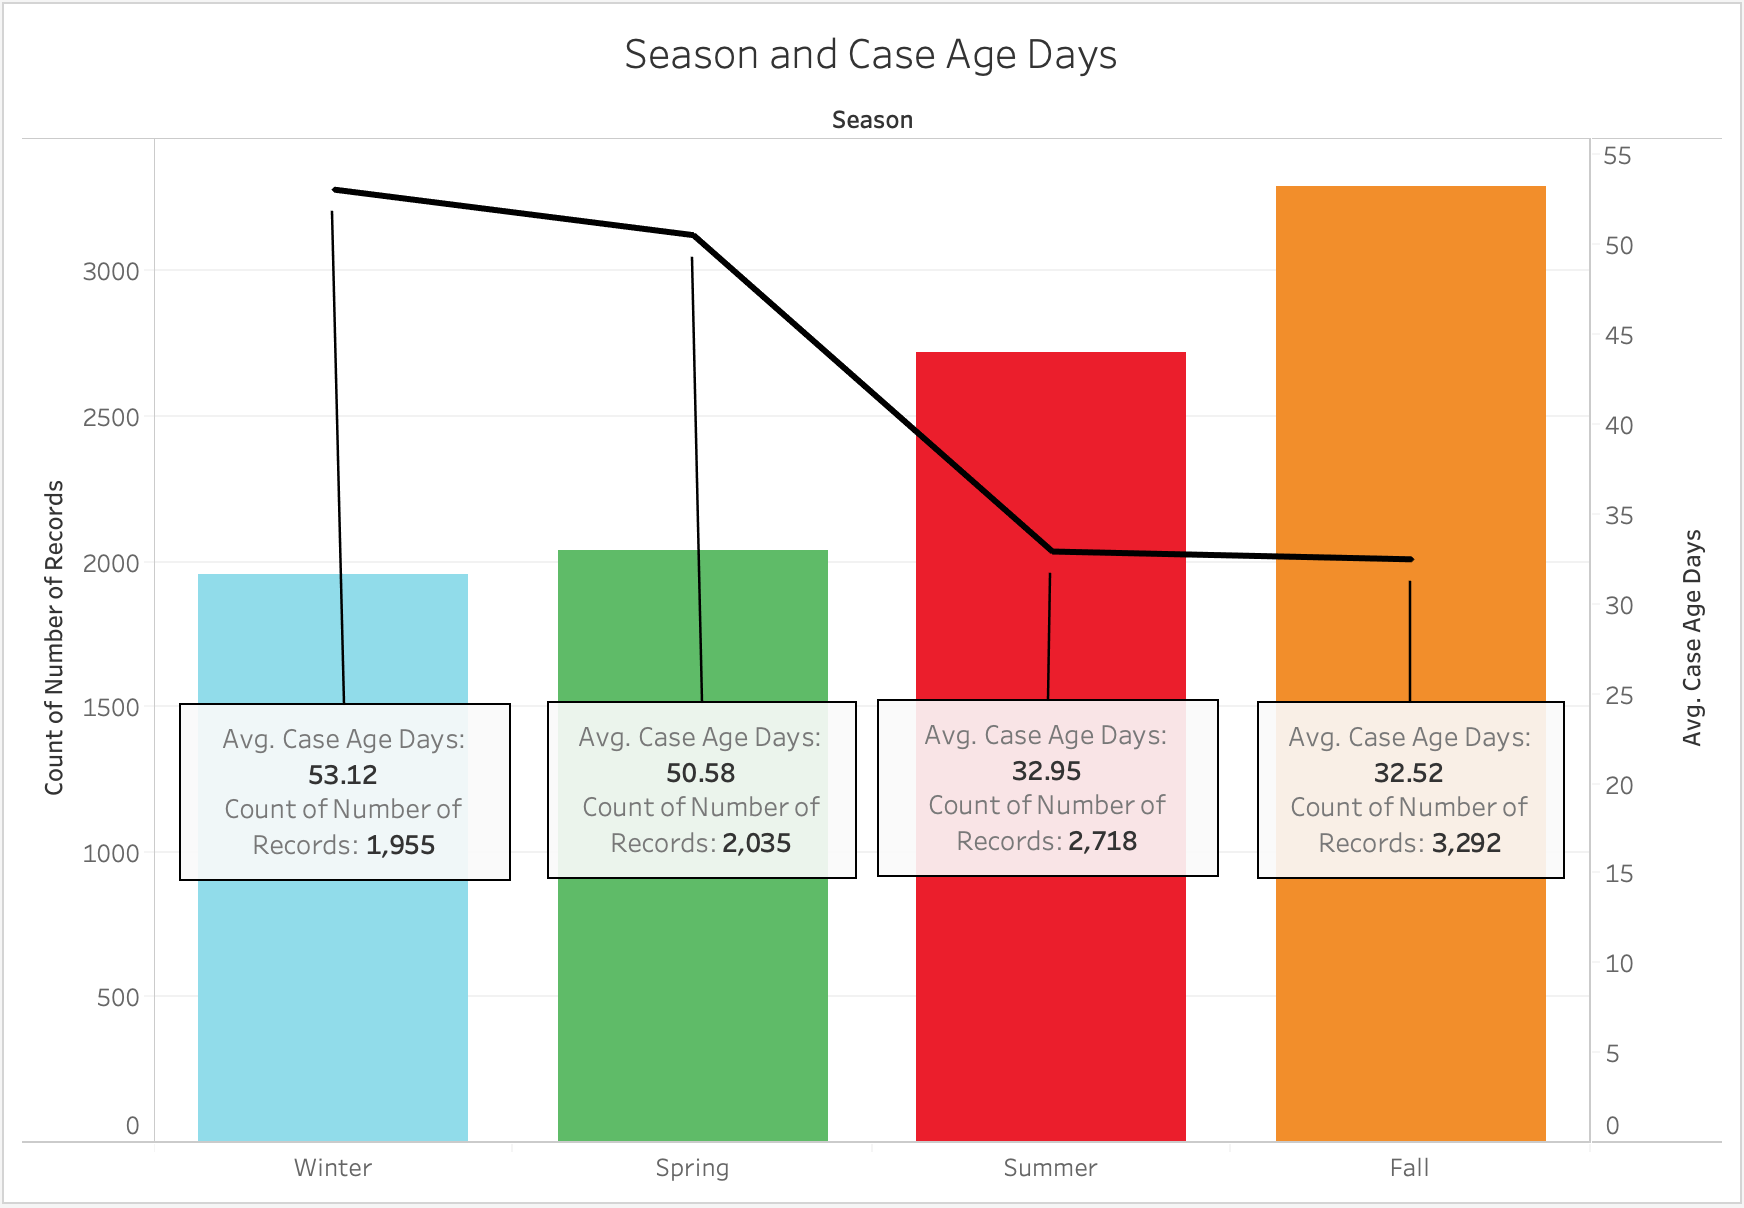 Season and Case Age Days
Season
Count of Number of Records
3000
2500
2000
1500
1000
500
0
Avg. Case Age Days:
53.12
Count of Number of
Records: 1,955
Avg. Case Age Days:
50.58
Count of Number of
Records: 2,035
Avg. Case Age Days:
32.95
Count of Number of
Records: 2,718
Avg. Case Age Days:
32.52
Count of Number of
Records: 3,292
55
50
45
40
35
30
25
20
15
10
5
0
Avg. Case Age Days
Winter
Spring
Summer
Fall